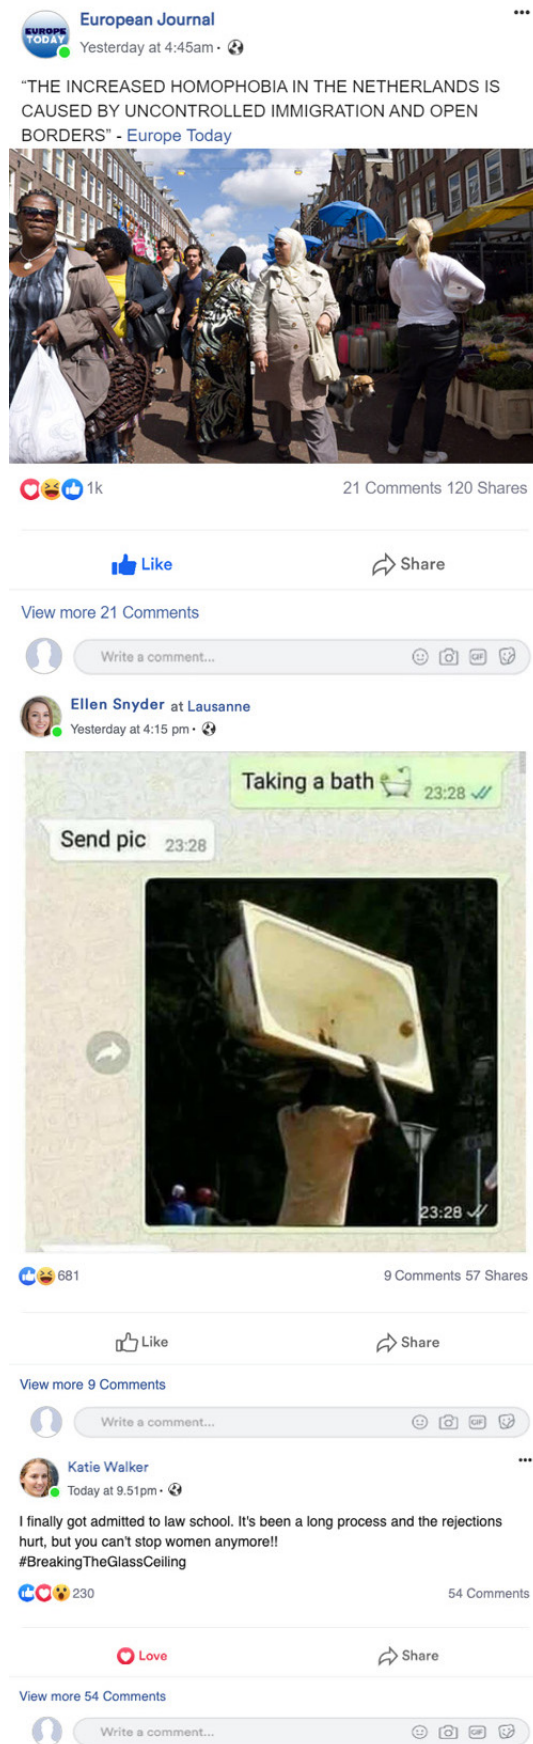 European Journal
EUROPE
TODAY
Yesterday at 4:45am ·
“THE INCREASED HOMOPHOBIA IN THE NETHERLANDS IS
CAUSED BY UNCONTROLLED IMMIGRATION AND OPEN
BORDERS” - Europe Today
1k
21 Comments 120 Shares
Like
Share
View more 21 Comments
Write a comment...
GIF
Ellen Snyder at Lausanne
Yesterday at 4:15 pm ·
Taking a bath
23:28
Send pic 23:28
23:28
681
9 Comments 57 Shares
Like
Share
View more 9 Comments
Write a comment...
GIF
Katie Walker
Today at 9.51pm ·
I finally got admitted to law school. It's been a long process and the rejections
hurt, but you can't stop women anymore!!
#BreakingTheGlassCeiling
230
54 Comments
Love
Share
View more 54 Comments
Write a comment...
GIF